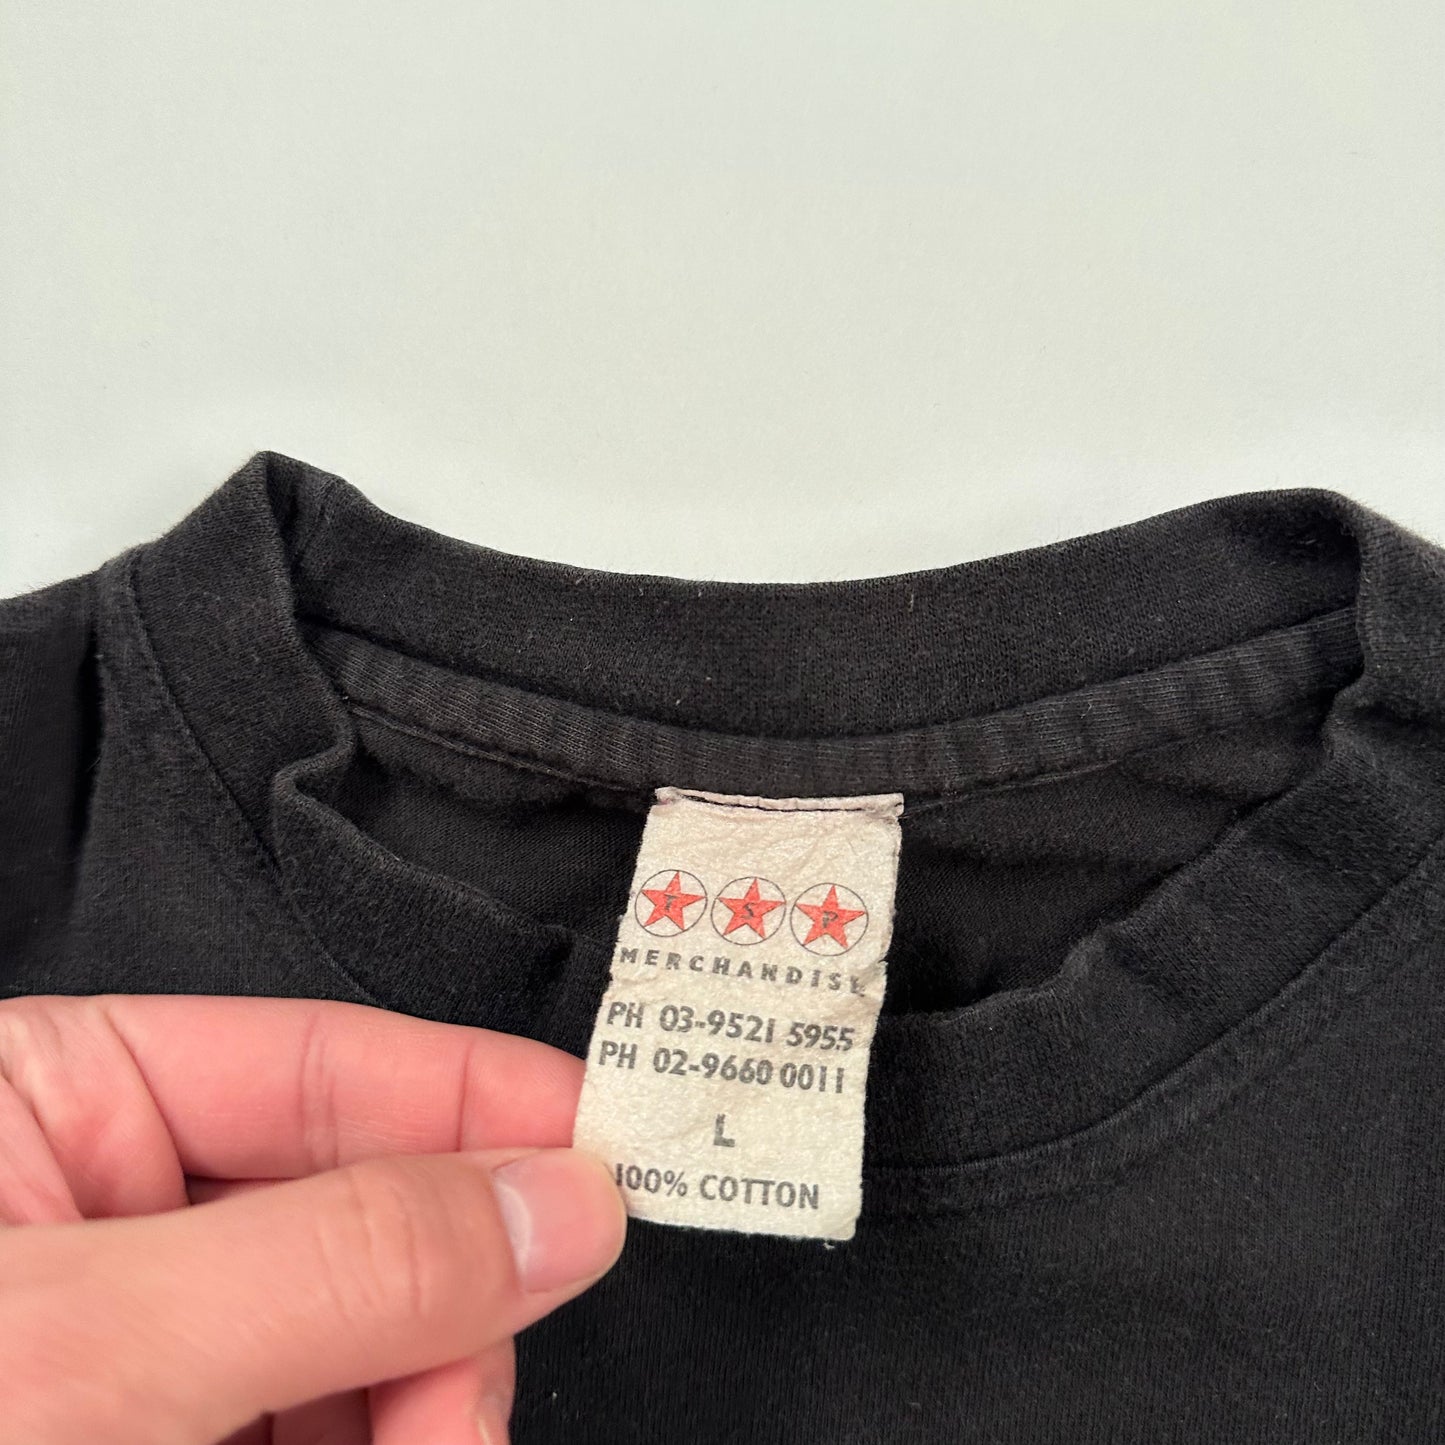 T S P
MERCHANDISE
PH 03-9521 5955
PH 02-9660 0011
L
100% COTTON